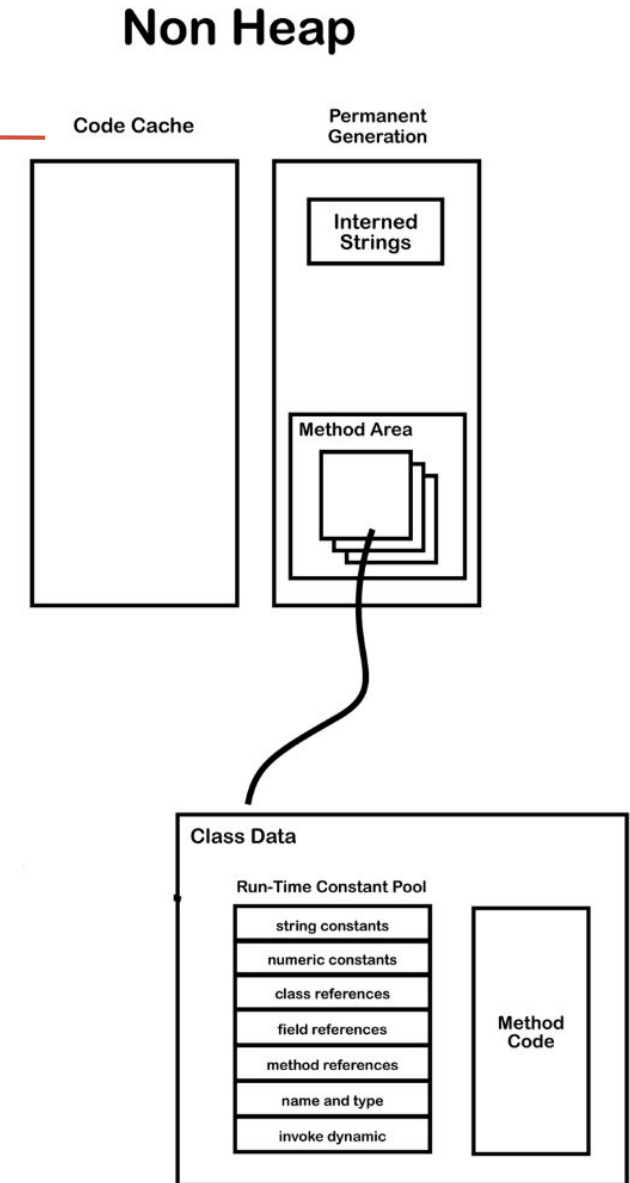 Non Heap
Code Cache
Permanent
Generation
Interned
Strings
Method Area
Class Data
Run-Time Constant Pool
string constants
numeric constants
class references
field references
method references
name and type
invoke dynamic
Method
Code